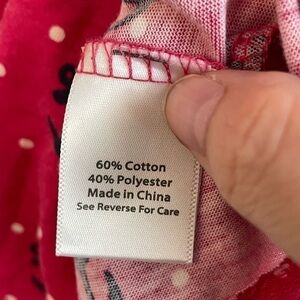 60% Cotton
40% Polyester
Made in China
See Reverse For Care